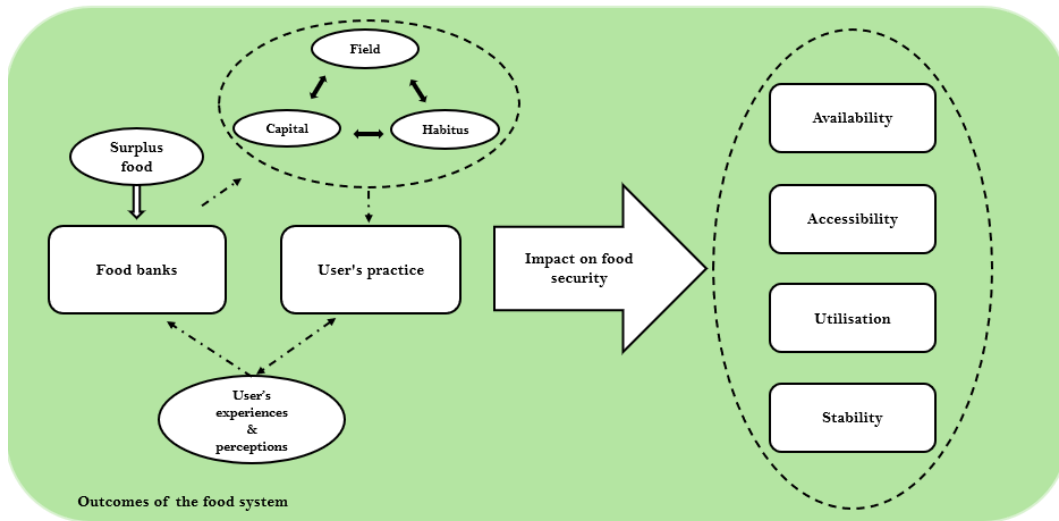 Field
Capital
Habitus
Surplus
food
Food banks
User's practice
Impact on food
security
User's
experiences
&
perceptions
Availability
Accessibility
Utilisation
Stability
Outcomes of the food system